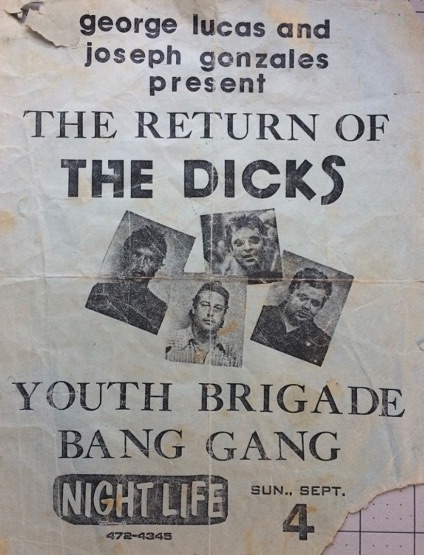 george lucas and
joseph gonzales
present
THE RETURN OF
THE DICKS
YOUTH BRIGADE
BANG GANG
NIGHT LIFE
472-4345
SUN., SEPT.
4